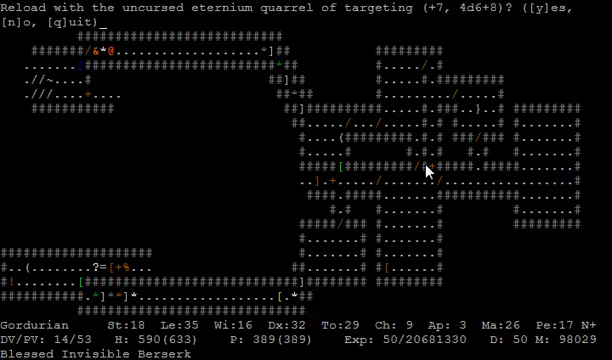 Reload with the uncursed eternium quarrel of targeting (+7, 4d6+8)? ([y]es,
[n]o, [q]uit)_
Gordurian St:18 Le:35 Wi:16 Dx:32 To:29 Ch: 9 Ap: 3 Ma:26 Pe:17 N+
DV/PV: 14/53 H: 590(633) P: 389(389) Exp: 50/20681330 D: 50 M: 98029
Blessed Invisible Berserk